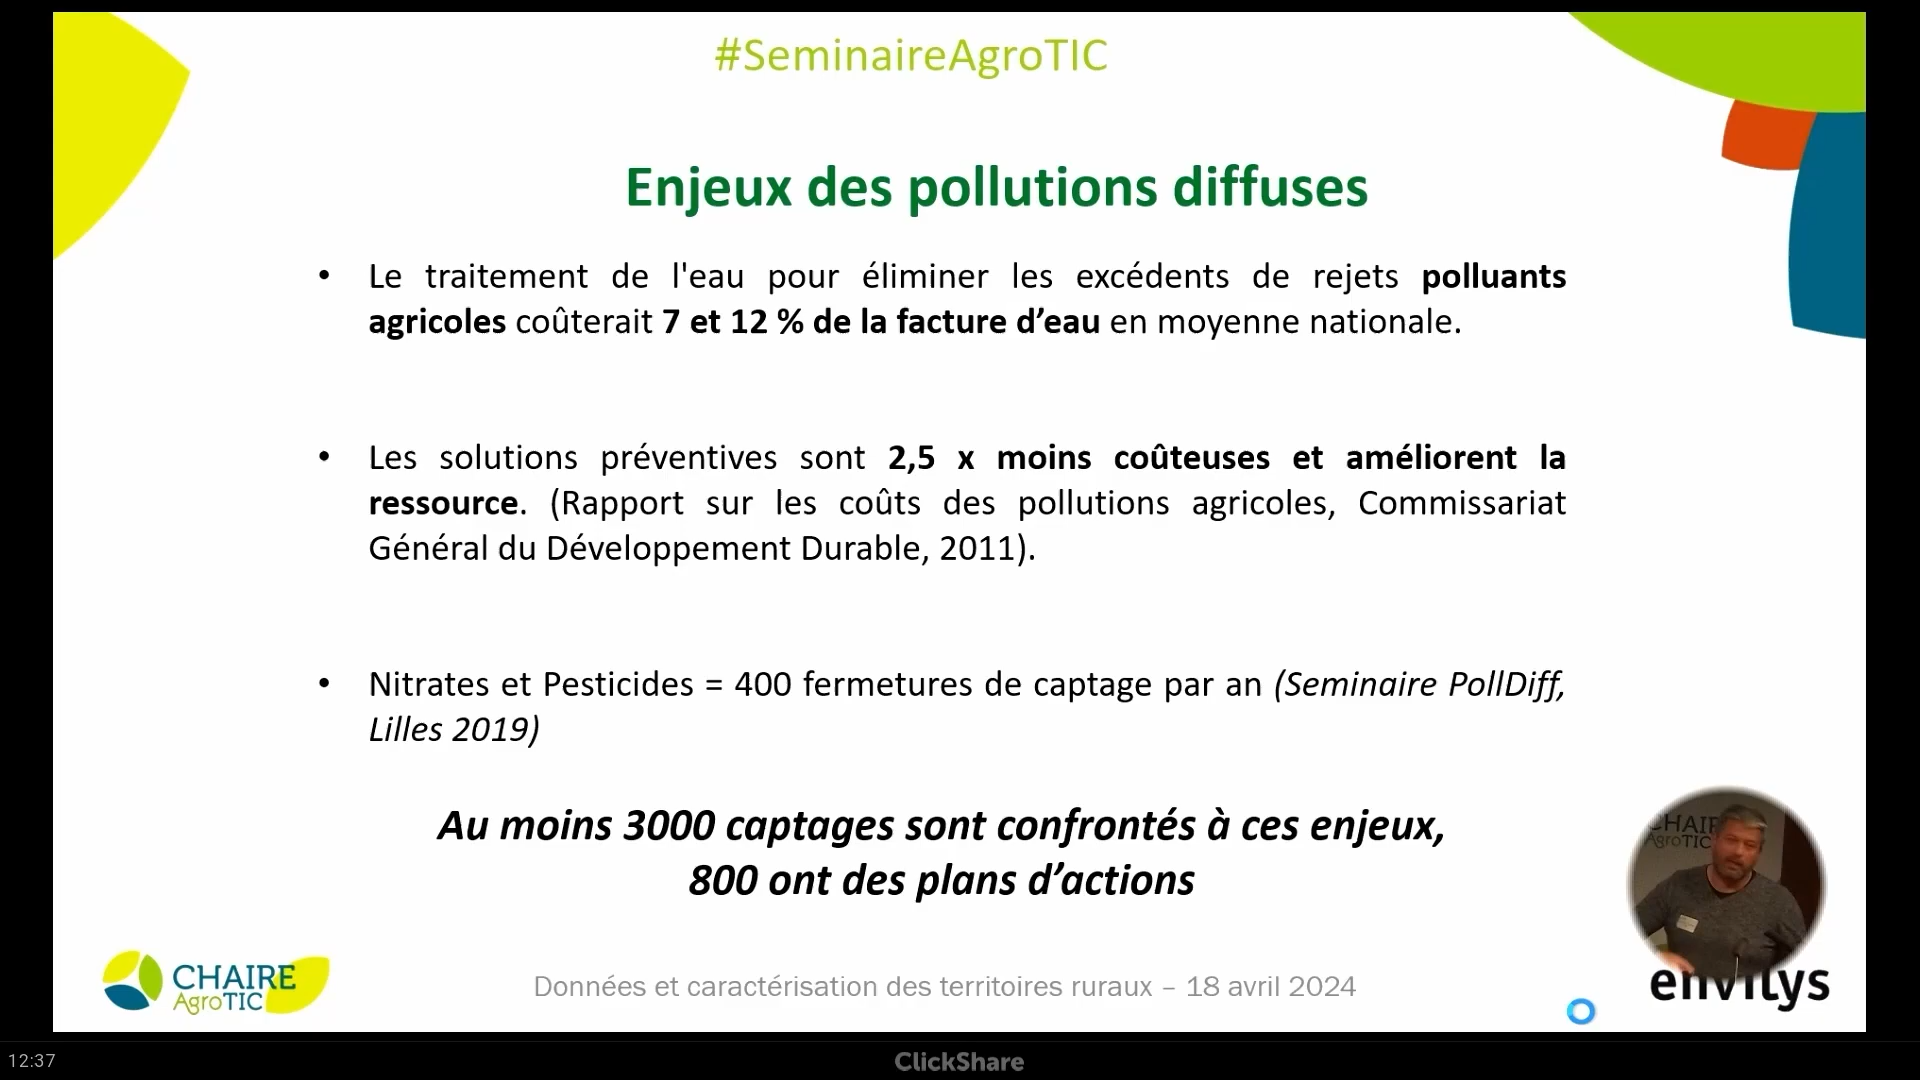 #SeminaireAgroTIC
Enjeux des pollutions diffuses
• Le traitement de l'eau pour éliminer les excédents de rejets polluants
agricoles coûterait 7 et 12 % de la facture d’eau en moyenne nationale.
• Les solutions préventives sont 2,5 x moins coûteuses et améliorent la
ressource. (Rapport sur les coûts des pollutions agricoles, Commissariat
Général du Développement Durable, 2011).
• Nitrates et Pesticides = 400 fermetures de captage par an (Seminaire PollDiff,
Lilles 2019)
Au moins 3000 captages sont confrontés à ces enjeux,
800 ont des plans d’actions
CHAIRE
AgroTIC
CHAIRE
AgroTIC
Données et caractérisation des territoires ruraux – 18 avril 2024
envilys
12:37
ClickShare